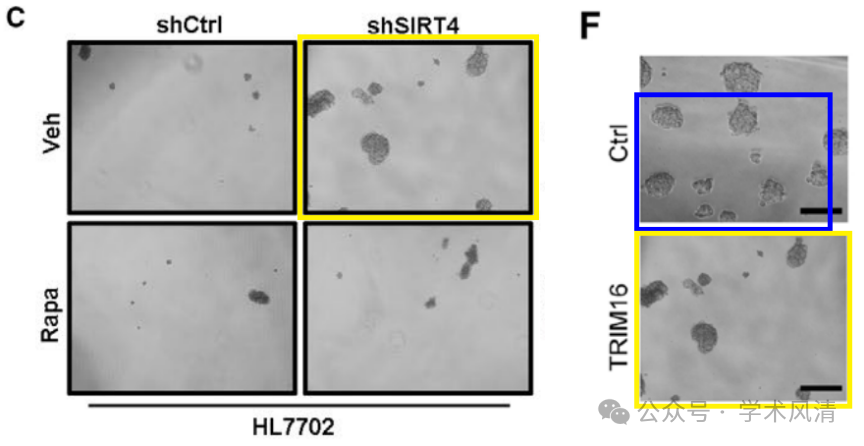 C
shCtrl shSIRT4
Veh
Rapa
HL7702
F
Ctrl
TRIM16
公众号 · 学术风清